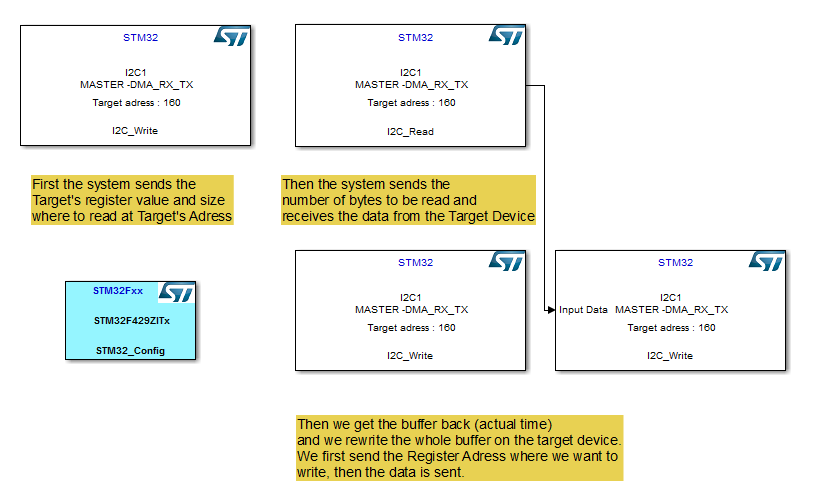 STM32
I2C1
MASTER -DMA_RX_TX
Target adress : 160
I2C_Write
STM32
I2C1
MASTER -DMA_RX_TX
Target adress : 160
I2C_Read
First the system sends the
Target's register value and size
where to read at Target's Adress
Then the system sends the
number of bytes to be read and
receives the data from the Target Device
STM32Fxx
STM32F429ZITx
STM32_Config
STM32
I2C1
MASTER -DMA_RX_TX
Target adress : 160
I2C_Write
STM32
I2C1
Input Data MASTER -DMA_RX_TX
Target adress : 160
I2C_Write
Then we get the buffer back (actual time)
and we rewrite the whole buffer on the target device.
We first send the Register Adress where we want to
write, then the data is sent.